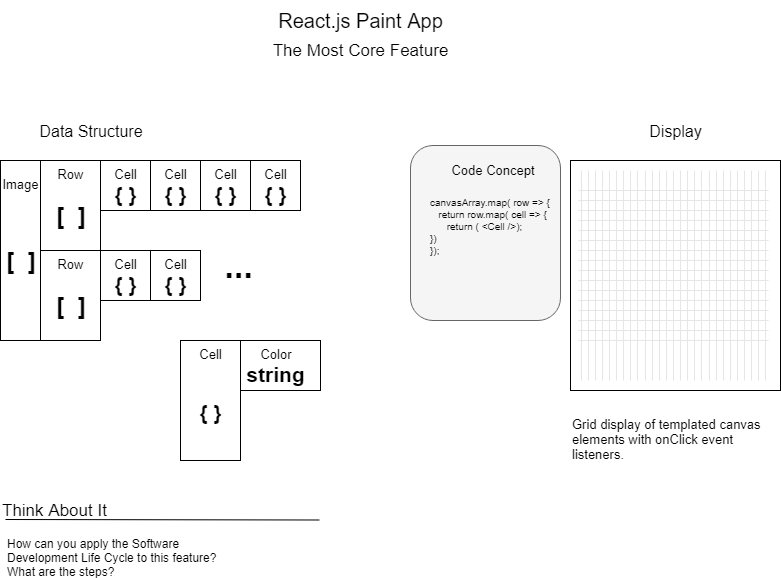 React.js Paint App
The Most Core Feature
Data Structure
Image
[ ]
Row
[ ]
Cell
{ }
Cell
{ }
Cell
{ }
Cell
{ }
Row
[ ]
Cell
{ }
Cell
{ }
...
Cell
{ }
Color
string
Code Concept
canvasArray.map( row => {
return row.map( cell => {
return ( <Cell />);
})
});
Display
Grid display of templated canvas
elements with onClick event
listeners.
Think About It
How can you apply the Software
Development Life Cycle to this feature?
What are the steps?